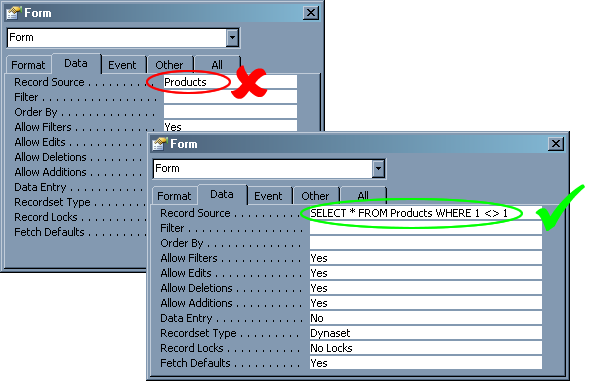 Form
Form
Format Data Event Other All
Record Source . . . . . . . . . . Products
Filter . . . . . . . . . . . . . . . . . . .
Order By . . . . . . . . . . . . . . .
Allow Filters . . . . . . . . . . . . Yes
Allow Edits . . . . . . . . . . . .
Allow Deletions . . . . . . . .
Allow Additions . . . . . . . .
Data Entry . . . . . . . . . . . .
Recordset Type . . . . . . . .
Record Locks . . . . . . . . . .
Fetch Defaults . . . . . . . . .
Form
Form
Format Data Event Other All
Record Source . . . . . . . . . . SELECT * FROM Products WHERE 1 <> 1
Filter . . . . . . . . . . . . . . . . . . .
Order By . . . . . . . . . . . . . . .
Allow Filters . . . . . . . . . . . . Yes
Allow Edits . . . . . . . . . . . . . Yes
Allow Deletions . . . . . . . . . Yes
Allow Additions . . . . . . . . . Yes
Data Entry . . . . . . . . . . . . . No
Recordset Type . . . . . . . . . Dynaset
Record Locks . . . . . . . . . . . No Locks
Fetch Defaults . . . . . . . . . . Yes